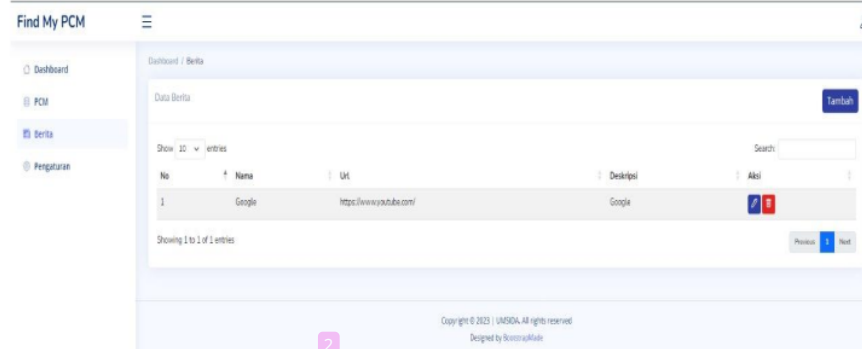 Find My PCM
Dashboard / Berita
Dashboard
PCM
Berita
Pengaturan
Data Berita
Tambah
Show 10 entries
Search:
No Nama Url Deskripsi Aksi
1 Google https://www.youtube.com/ Google
Showing 1 to 1 of 1 entries
Previous 1 Next
Copyright © 2023 | UMSIDA. All rights reserved
Designed by BootstrapMade
2